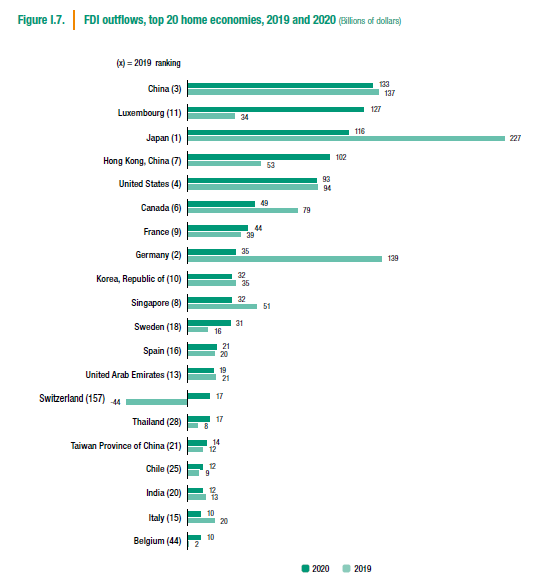 Figure I.7. FDI outflows, top 20 home economies, 2019 and 2020 (Billions of dollars)
(x) = 2019 ranking
China (3) 133
137
Luxembourg (11) 127
34
Japan (1) 116
227
Hong Kong, China (7) 102
53
United States (4) 93
94
Canada (6) 49
79
France (9) 44
39
Germany (2) 35
139
Korea, Republic of (10) 32
35
Singapore (8) 32
51
Sweden (18) 31
16
Spain (16) 21
20
United Arab Emirates (13) 19
21
Switzerland (157) 17
-44
Thailand (28) 17
8
Taiwan Province of China (21) 14
12
Chile (25) 12
9
India (20) 12
13
Italy (15) 10
20
Belgium (44) 10
2
2020 2019